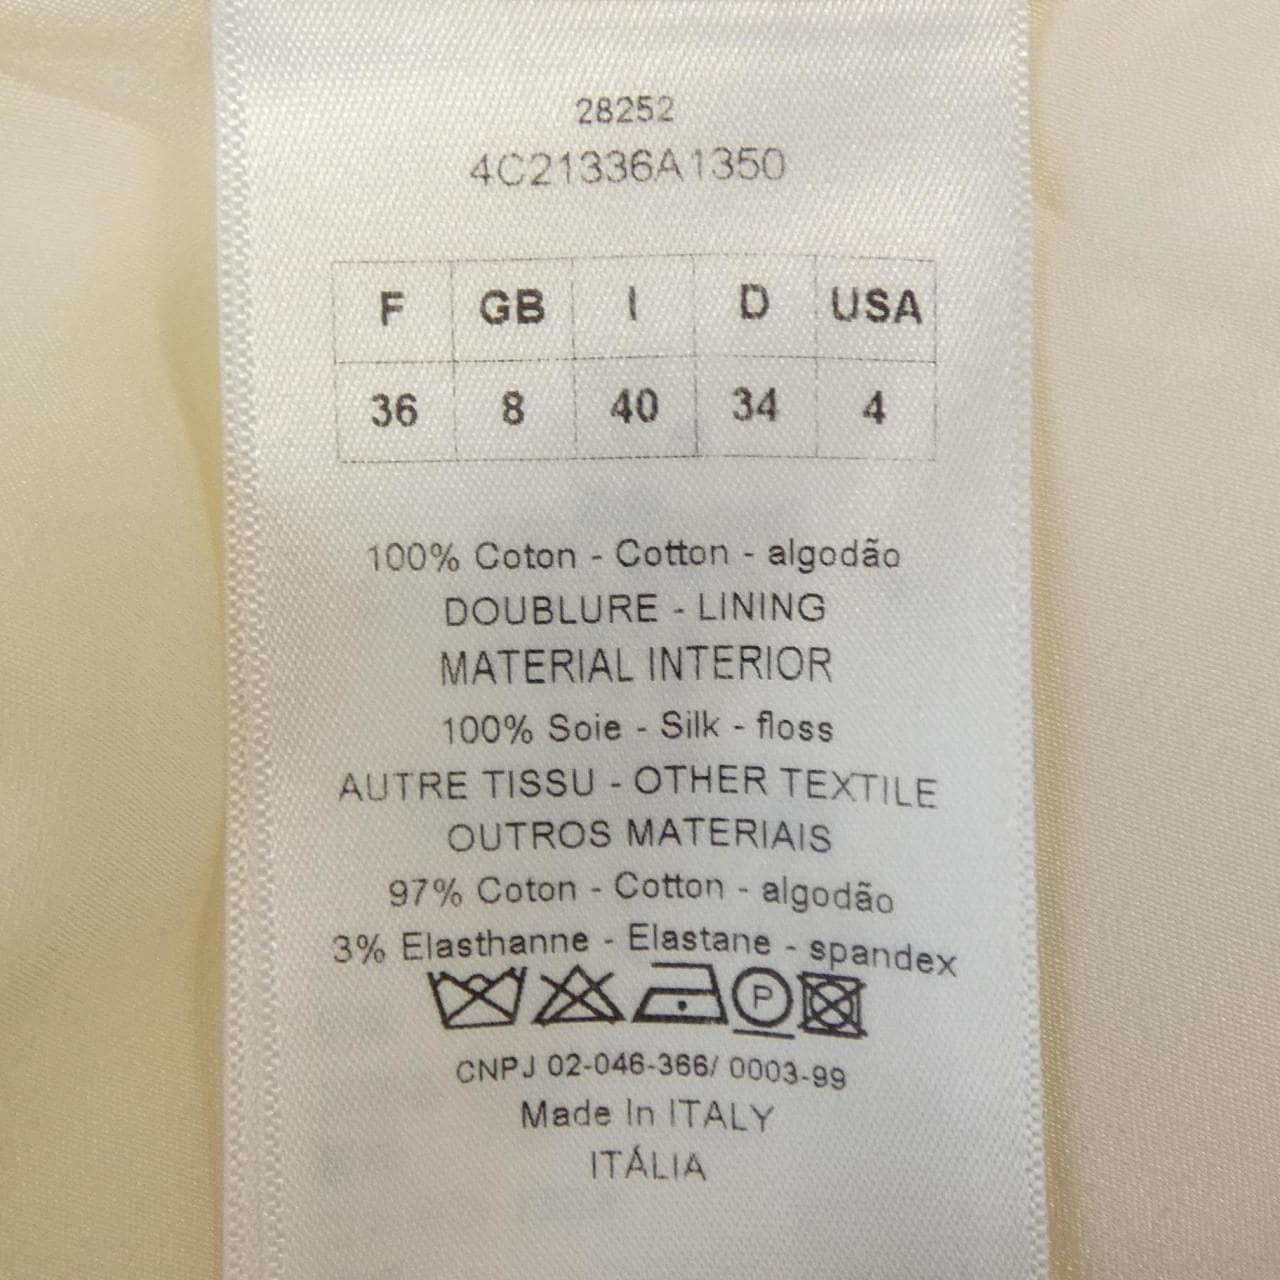 28252
4C21336A1350
F GB I D USA
36 8 40 34 4
100% Coton - Cotton - algodão
DOUBLURE - LINING
MATERIAL INTERIOR
100% Soie - Silk - floss
AUTRE TISSU - OTHER TEXTILE
OUTROS MATERIAIS
97% Coton - Cotton - algodão
3% Elasthanne - Elastane - spandex
P
CNPJ 02-046-366/ 0003-99
Made In ITALY
ITÁLIA